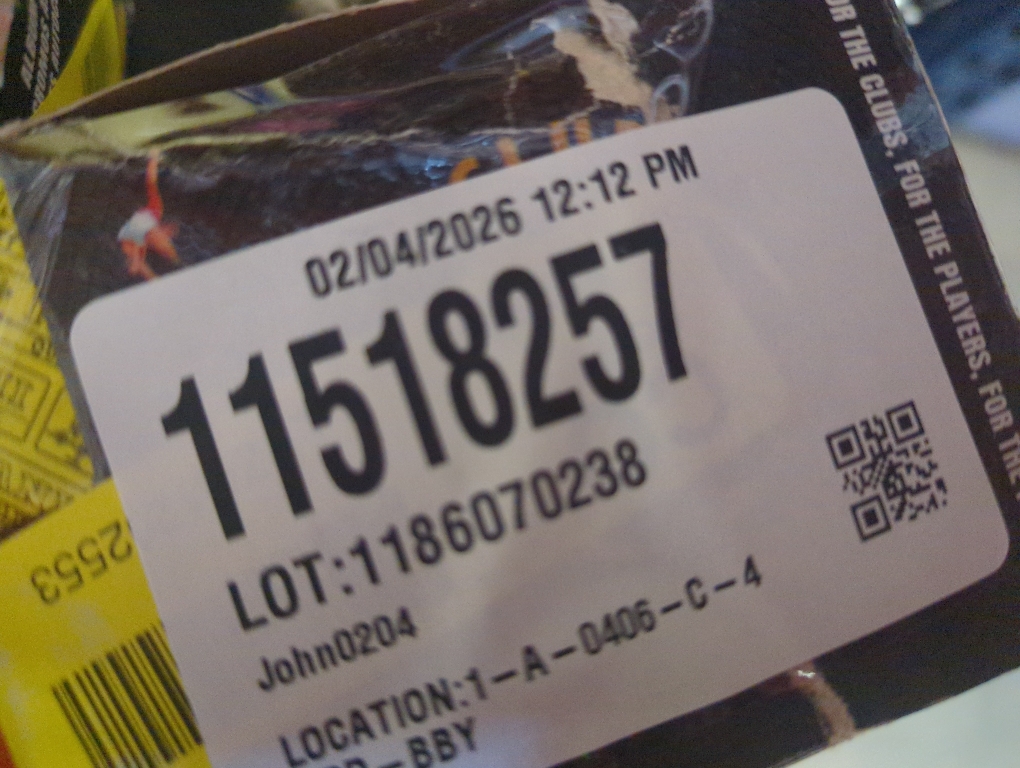 02/04/2026 12:12 PM
11518257
LOT:1186070238
John0204
LOCATION:1-A-0406-C-4
-BBY
OR THE CLUBS. FOR THE PLAYERS. FOR THE
2553